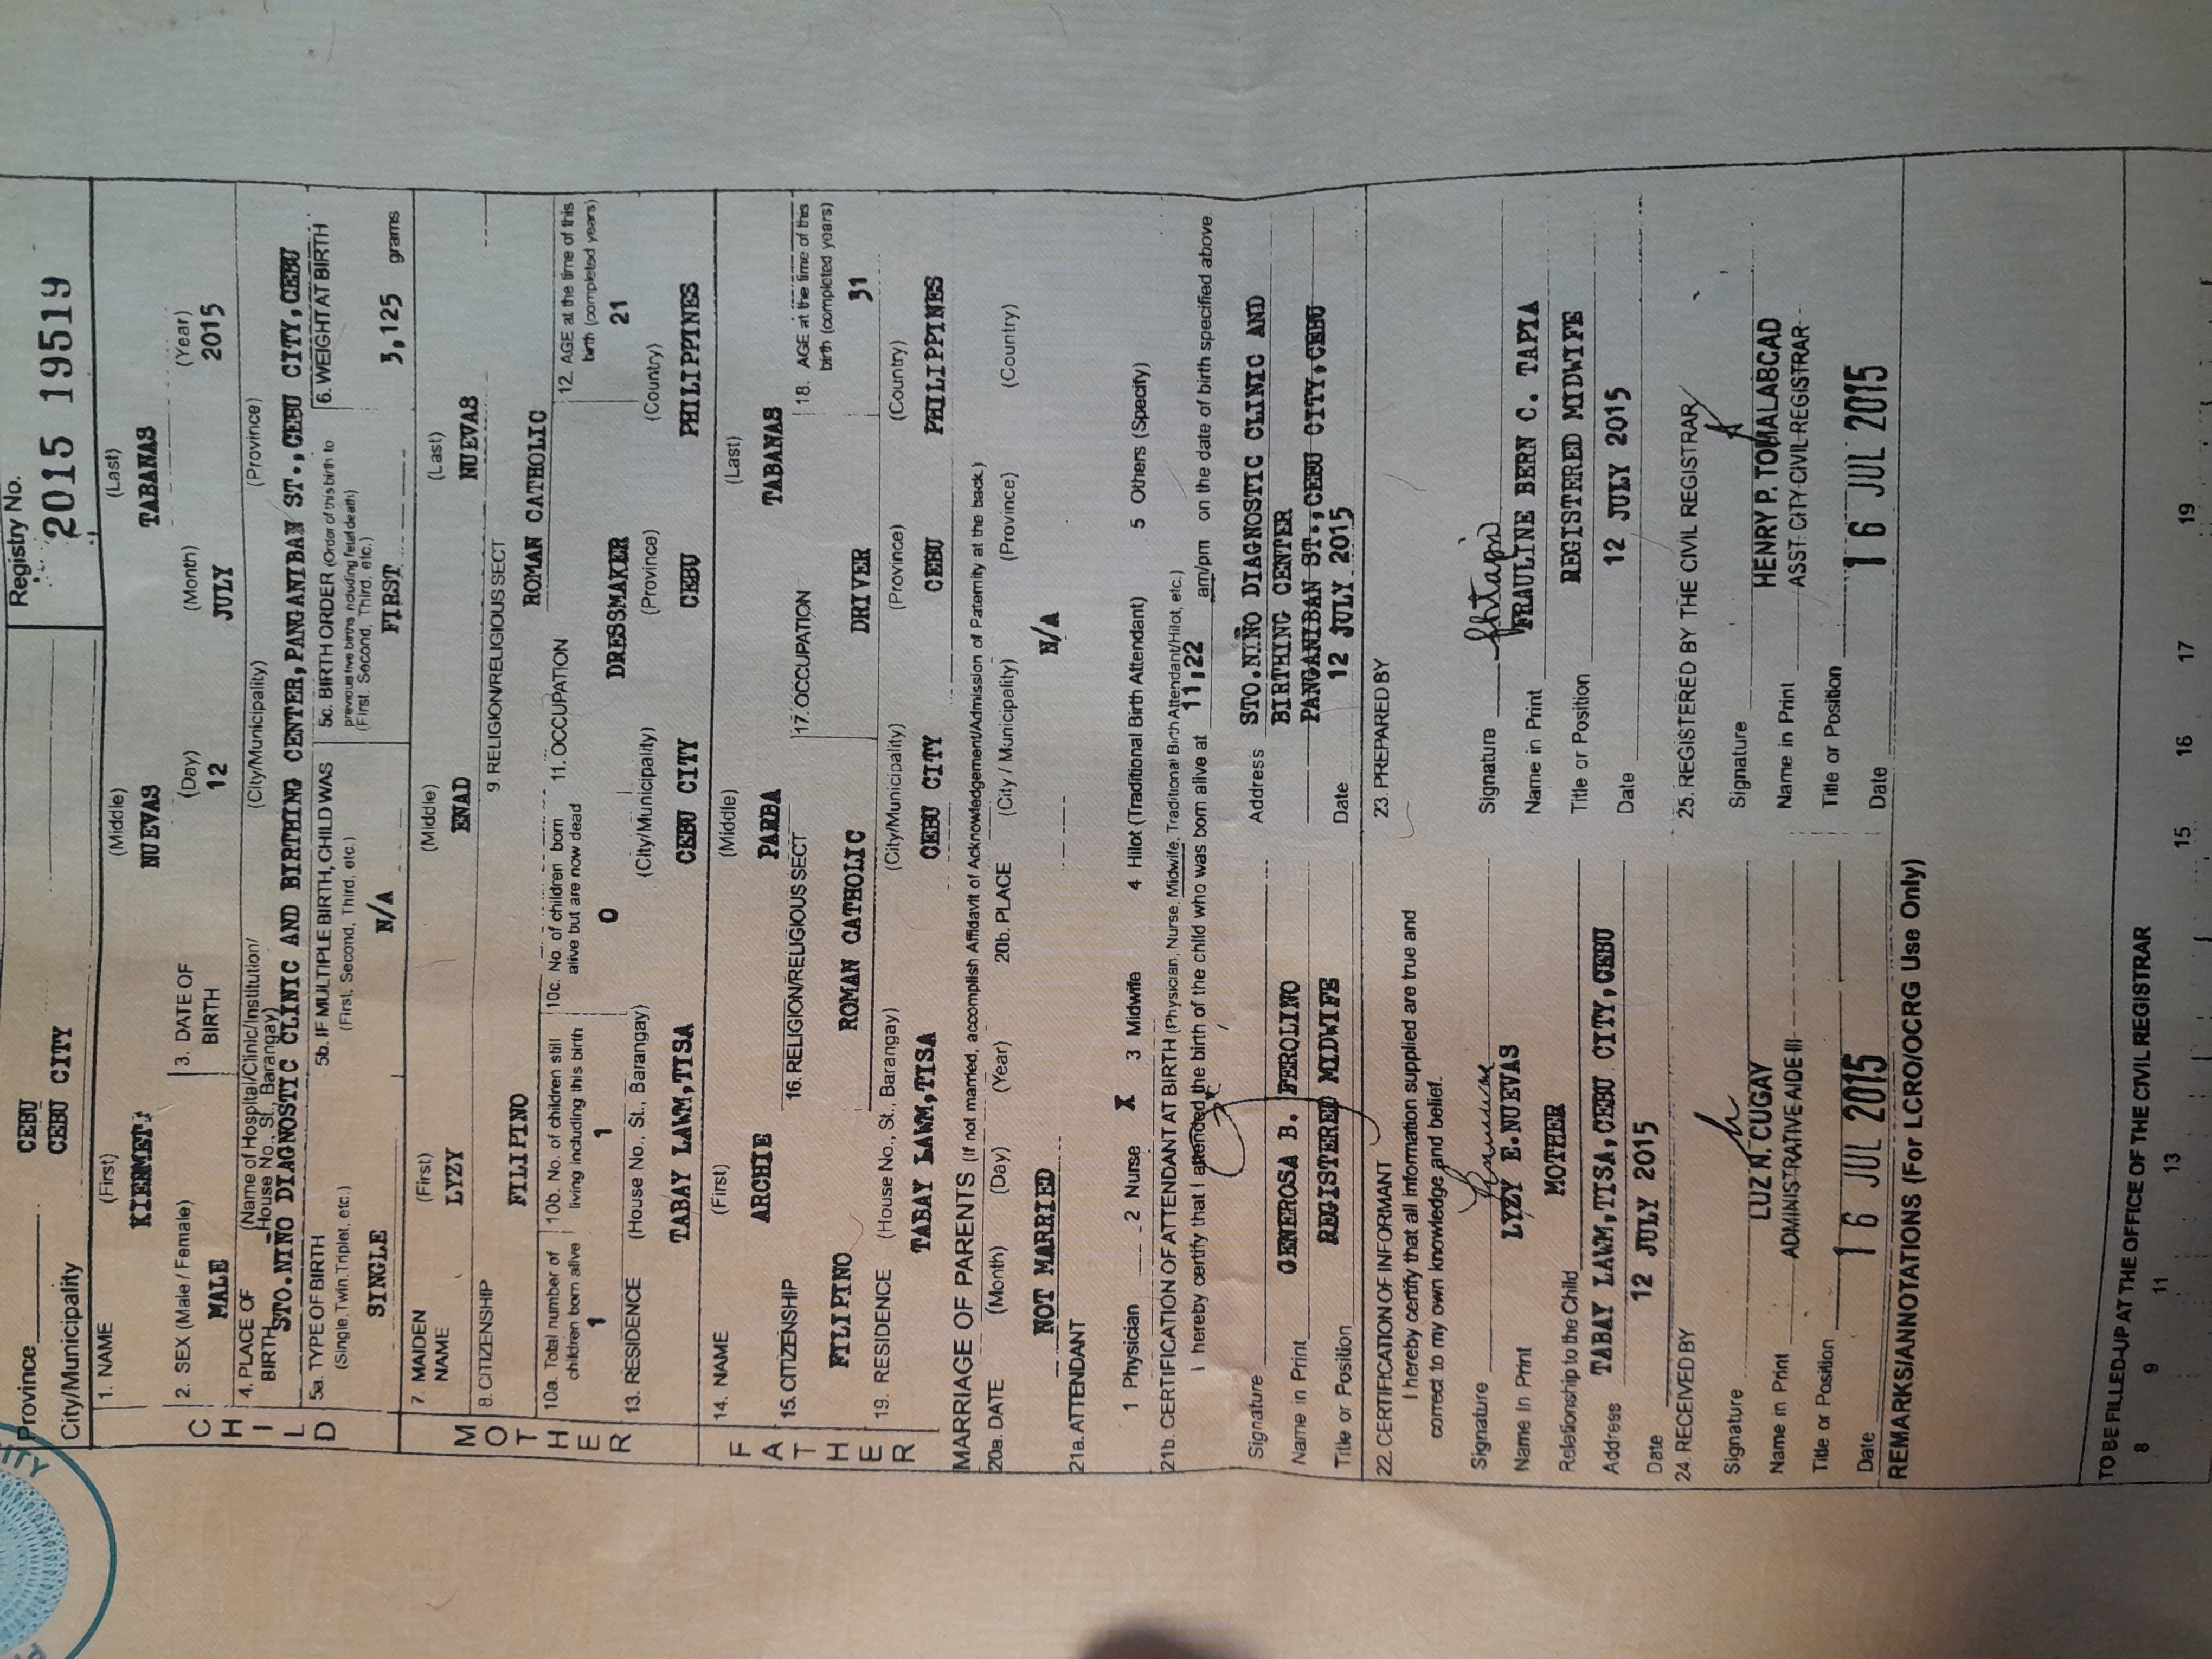 ITY
Province CEBU
City/Municipality CEBU CITY
Registry No.
2015 19519
1. NAME (First) (Middle) (Last)
NUEVAS TABANAS
2. SEX (Male / Female) 3. DATE OF BIRTH (Day) (Month) (Year)
MALE 12 JULY 2015
4. PLACE OF BIRTH (Name of Hospital/Clinic/Institution/ House No., St., Barangay) (City/Municipality) (Province)
STO.NINO DIAGNOSTIC CLINIC AND BIRTHING CENTER,PANGANIBAN ST.,CEBU CITY,CEBU
5a. TYPE OF BIRTH (Single, Twin, Triplet, etc.)
SINGLE
5b. IF MULTIPLE BIRTH, CHILD WAS (First, Second, Third, etc.)
N/A
5c. BIRTH ORDER (Order of this birth to previous live births including fetal death) (First, Second, Third, etc.)
FIRST
6. WEIGHT AT BIRTH
3,125 grams
CHILD
7. MAIDEN NAME (First) (Middle) (Last)
LYZY ENAD NUEVAS
8. CITIZENSHIP
FILIPINO
9. RELIGION/RELIGIOUS SECT
ROMAN CATHOLIC
10a. Total number of children born alive
1
10b. No. of children still living including this birth
1
10c. No. of children born alive but are now dead
0
11. OCCUPATION
DRESSMAKER
12. AGE at the time of this birth (completed years)
21
13. RESIDENCE (House No., St., Barangay) (City/Municipality) (Province) (Country)
TABAY LAWM,TISA CEBU CITY CEBU PHILIPPINES
MOTHER
14. NAME (First) (Middle) (Last)
ARCHIE PARBA TABANAS
15. CITIZENSHIP
FILIPINO
16. RELIGION/RELIGIOUS SECT
ROMAN CATHOLIC
17. OCCUPATION
DRIVER
18. AGE at the time of this birth (completed years)
31
19. RESIDENCE (House No., St., Barangay) (City/Municipality) (Province) (Country)
TABAY LAWM,TISA CEBU CITY CEBU PHILIPPINES
FATHER
MARRIAGE OF PARENTS (If not married, accomplish Affidavit of Acknowledgement/Admission of Paternity at the back.)
20a. DATE (Month) (Day) (Year) 20b. PLACE (City / Municipality) (Province) (Country)
NOT MARRIED N/A
21a. ATTENDANT
1 Physician 2 Nurse X 3 Midwife 4 Hilot (Traditional Birth Attendant) 5 Others (Specify)
21b. CERTIFICATION OF ATTENDANT AT BIRTH (Physician, Nurse, Midwife, Traditional Birth Attendant/Hilot, etc.)
I hereby certify that I attended the birth of the child who was born alive at 11,22 am/pm on the date of birth specified above
Signature
Name in Print GENEROSA B. FEROLINO
Title or Position REGISTERED MIDWIFE
Address STO.NINO DIAGNOSTIC CLINIC AND
BIRTHING CENTER
PANGANIBAN ST.,CEBU CITY,CEBU
Date 12 JULY 2015
22. CERTIFICATION OF INFORMANT
I hereby certify that all information supplied are true and
correct to my own knowledge and belief.
Signature
Name in Print LYZY E.NUEVAS
Relationship to the Child MOTHER
Address TABAY LAWM,TISA,CEBU CITY,CEBU
Date 12 JULY 2015
23. PREPARED BY
Signature
Name in Print FRAULINE BERN C. TAPIA
Title or Position REGISTERED MIDWIFE
Date 12 JULY 2015
24 RECEIVED BY
Signature
Name in Print LUZ N. CUGAY
Title or Position ADMINISTRATIVE AIDE III
Date 16 JUL 2015
25. REGISTERED BY THE CIVIL REGISTRAR
Signature
Name in Print HENRY P. TOMALABCAD
Title or Position ASST. CITY CIVIL REGISTRAR
Date 16 JUL 2015
REMARKS/ANNOTATIONS (For LCRO/OCRG Use Only)
TO BE FILLED-UP AT THE OFFICE OF THE CIVIL REGISTRAR
8 9 11 13 15 16 17 19